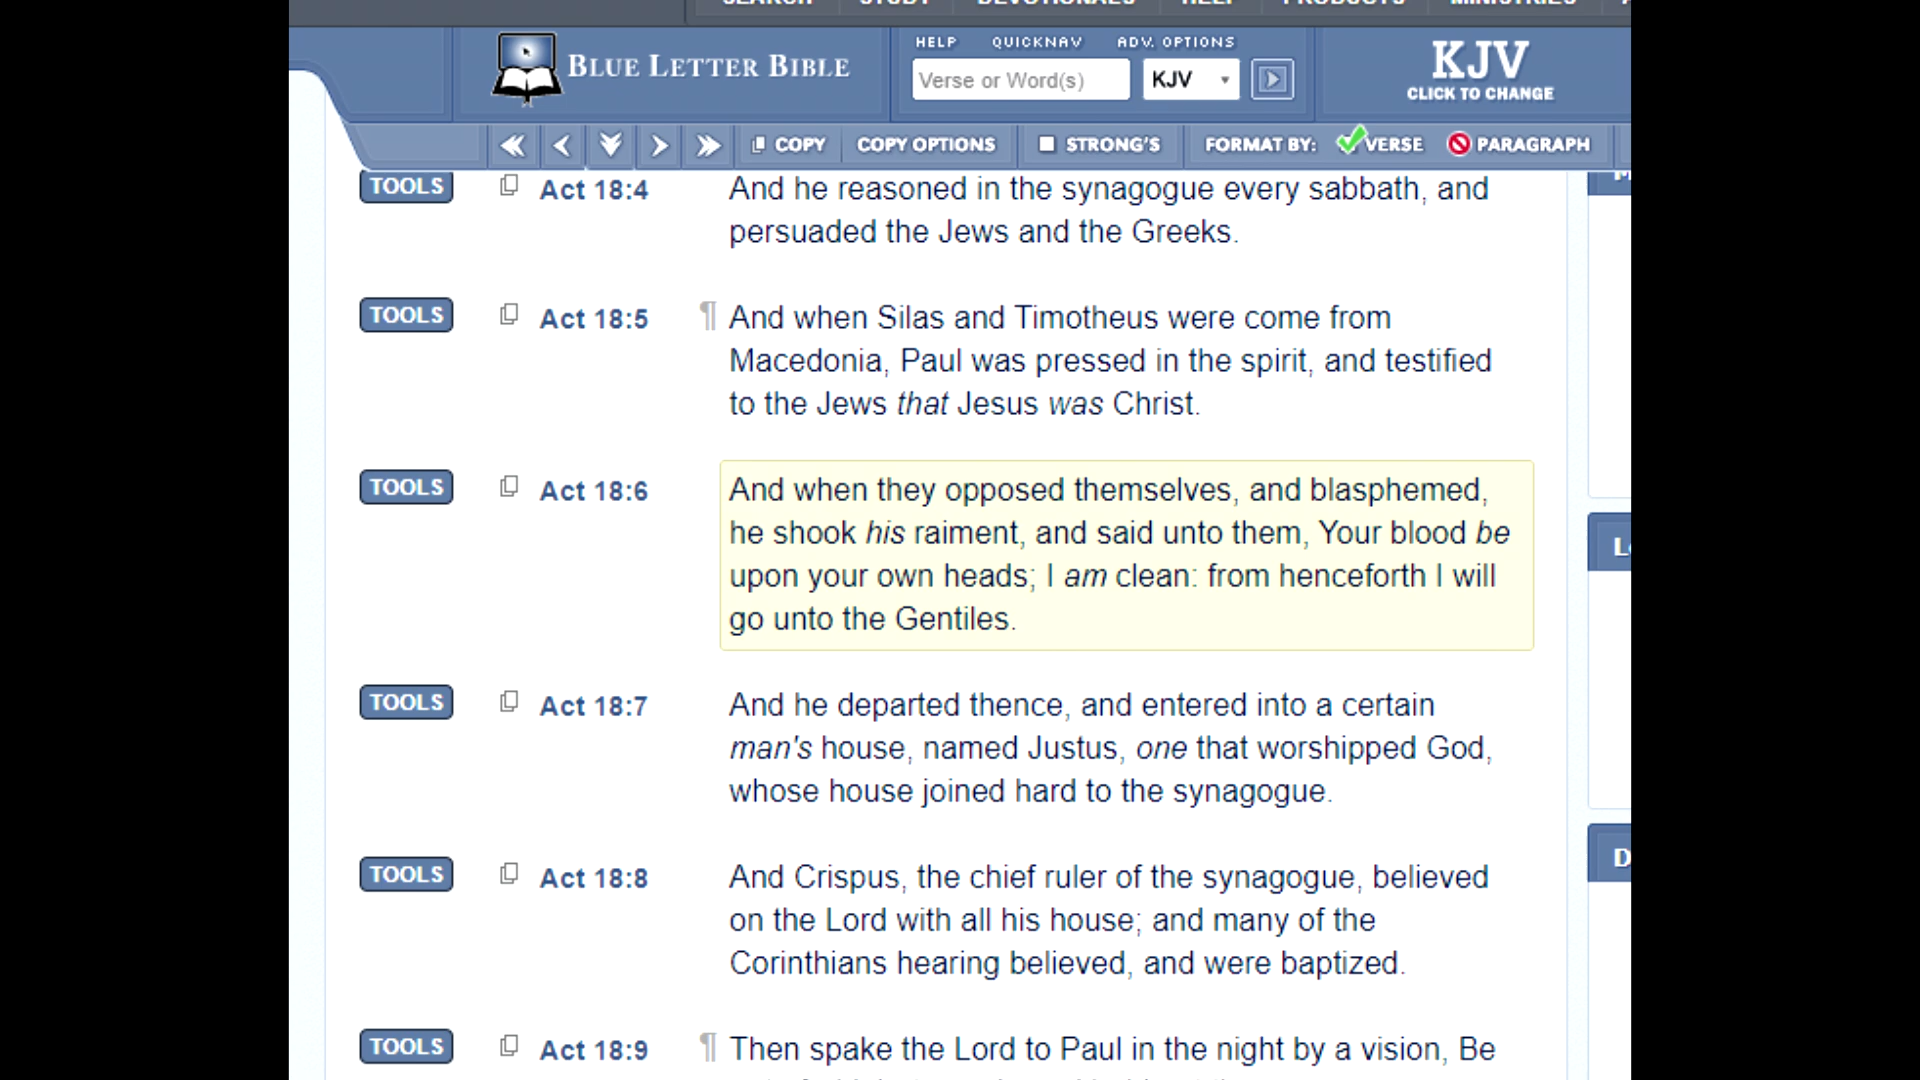 BLUE LETTER BIBLE
HELP QUICKNAV ADV. OPTIONS
Verse or Word(s) KJV
KJV
CLICK TO CHANGE
COPY COPY OPTIONS STRONG'S FORMAT BY: VERSE PARAGRAPH
TOOLS Act 18:4 And he reasoned in the synagogue every sabbath, and
persuaded the Jews and the Greeks.
TOOLS Act 18:5 ¶ And when Silas and Timotheus were come from
Macedonia, Paul was pressed in the spirit, and testified
to the Jews that Jesus was Christ.
TOOLS Act 18:6 And when they opposed themselves, and blasphemed,
he shook his raiment, and said unto them, Your blood be
upon your own heads; I am clean: from henceforth I will
go unto the Gentiles.
TOOLS Act 18:7 And he departed thence, and entered into a certain
man's house, named Justus, one that worshipped God,
whose house joined hard to the synagogue.
TOOLS Act 18:8 And Crispus, the chief ruler of the synagogue, believed
on the Lord with all his house; and many of the
Corinthians hearing believed, and were baptized.
TOOLS Act 18:9 ¶ Then spake the Lord to Paul in the night by a vision, Be